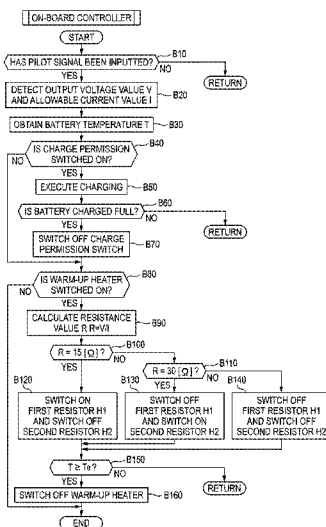 ON-BOARD CONTROLLER
START
B10
HAS PILOT SIGNAL BEEN INPUTTED?
YES
NO
RETURN
B20
DETECT OUTPUT VOLTAGE VALUE V
AND ALLOWABLE CURRENT VALUE I
B30
OBTAIN BATTERY TEMPERATURE T
B40
IS CHARGE PERMISSION
SWITCHED ON?
NO
YES
B50
EXECUTE CHARGING
B60
IS BATTERY CHARGED FULL?
NO
YES
RETURN
B70
SWITCH OFF CHARGE
PERMISSION SWITCH
B80
IS WARM-UP HEATER
SWITCHED ON?
NO
YES
B90
CALCULATE RESISTANCE
VALUE R R=V/I
B100
R = 15 [Ω] ?
YES
NO
B110
R = 30 [Ω] ?
YES
NO
B120
SWITCH ON
FIRST RESISTOR H1
AND SWITCH OFF
SECOND RESISTOR H2
B130
SWITCH OFF
FIRST RESISTOR H1
AND SWITCH ON
SECOND RESISTOR H2
B140
SWITCH OFF
FIRST RESISTOR H1
AND SWITCH OFF
SECOND RESISTOR H2
B150
YES
NO
RETURN
B160
SWITCH OFF WARM-UP HEATER
END